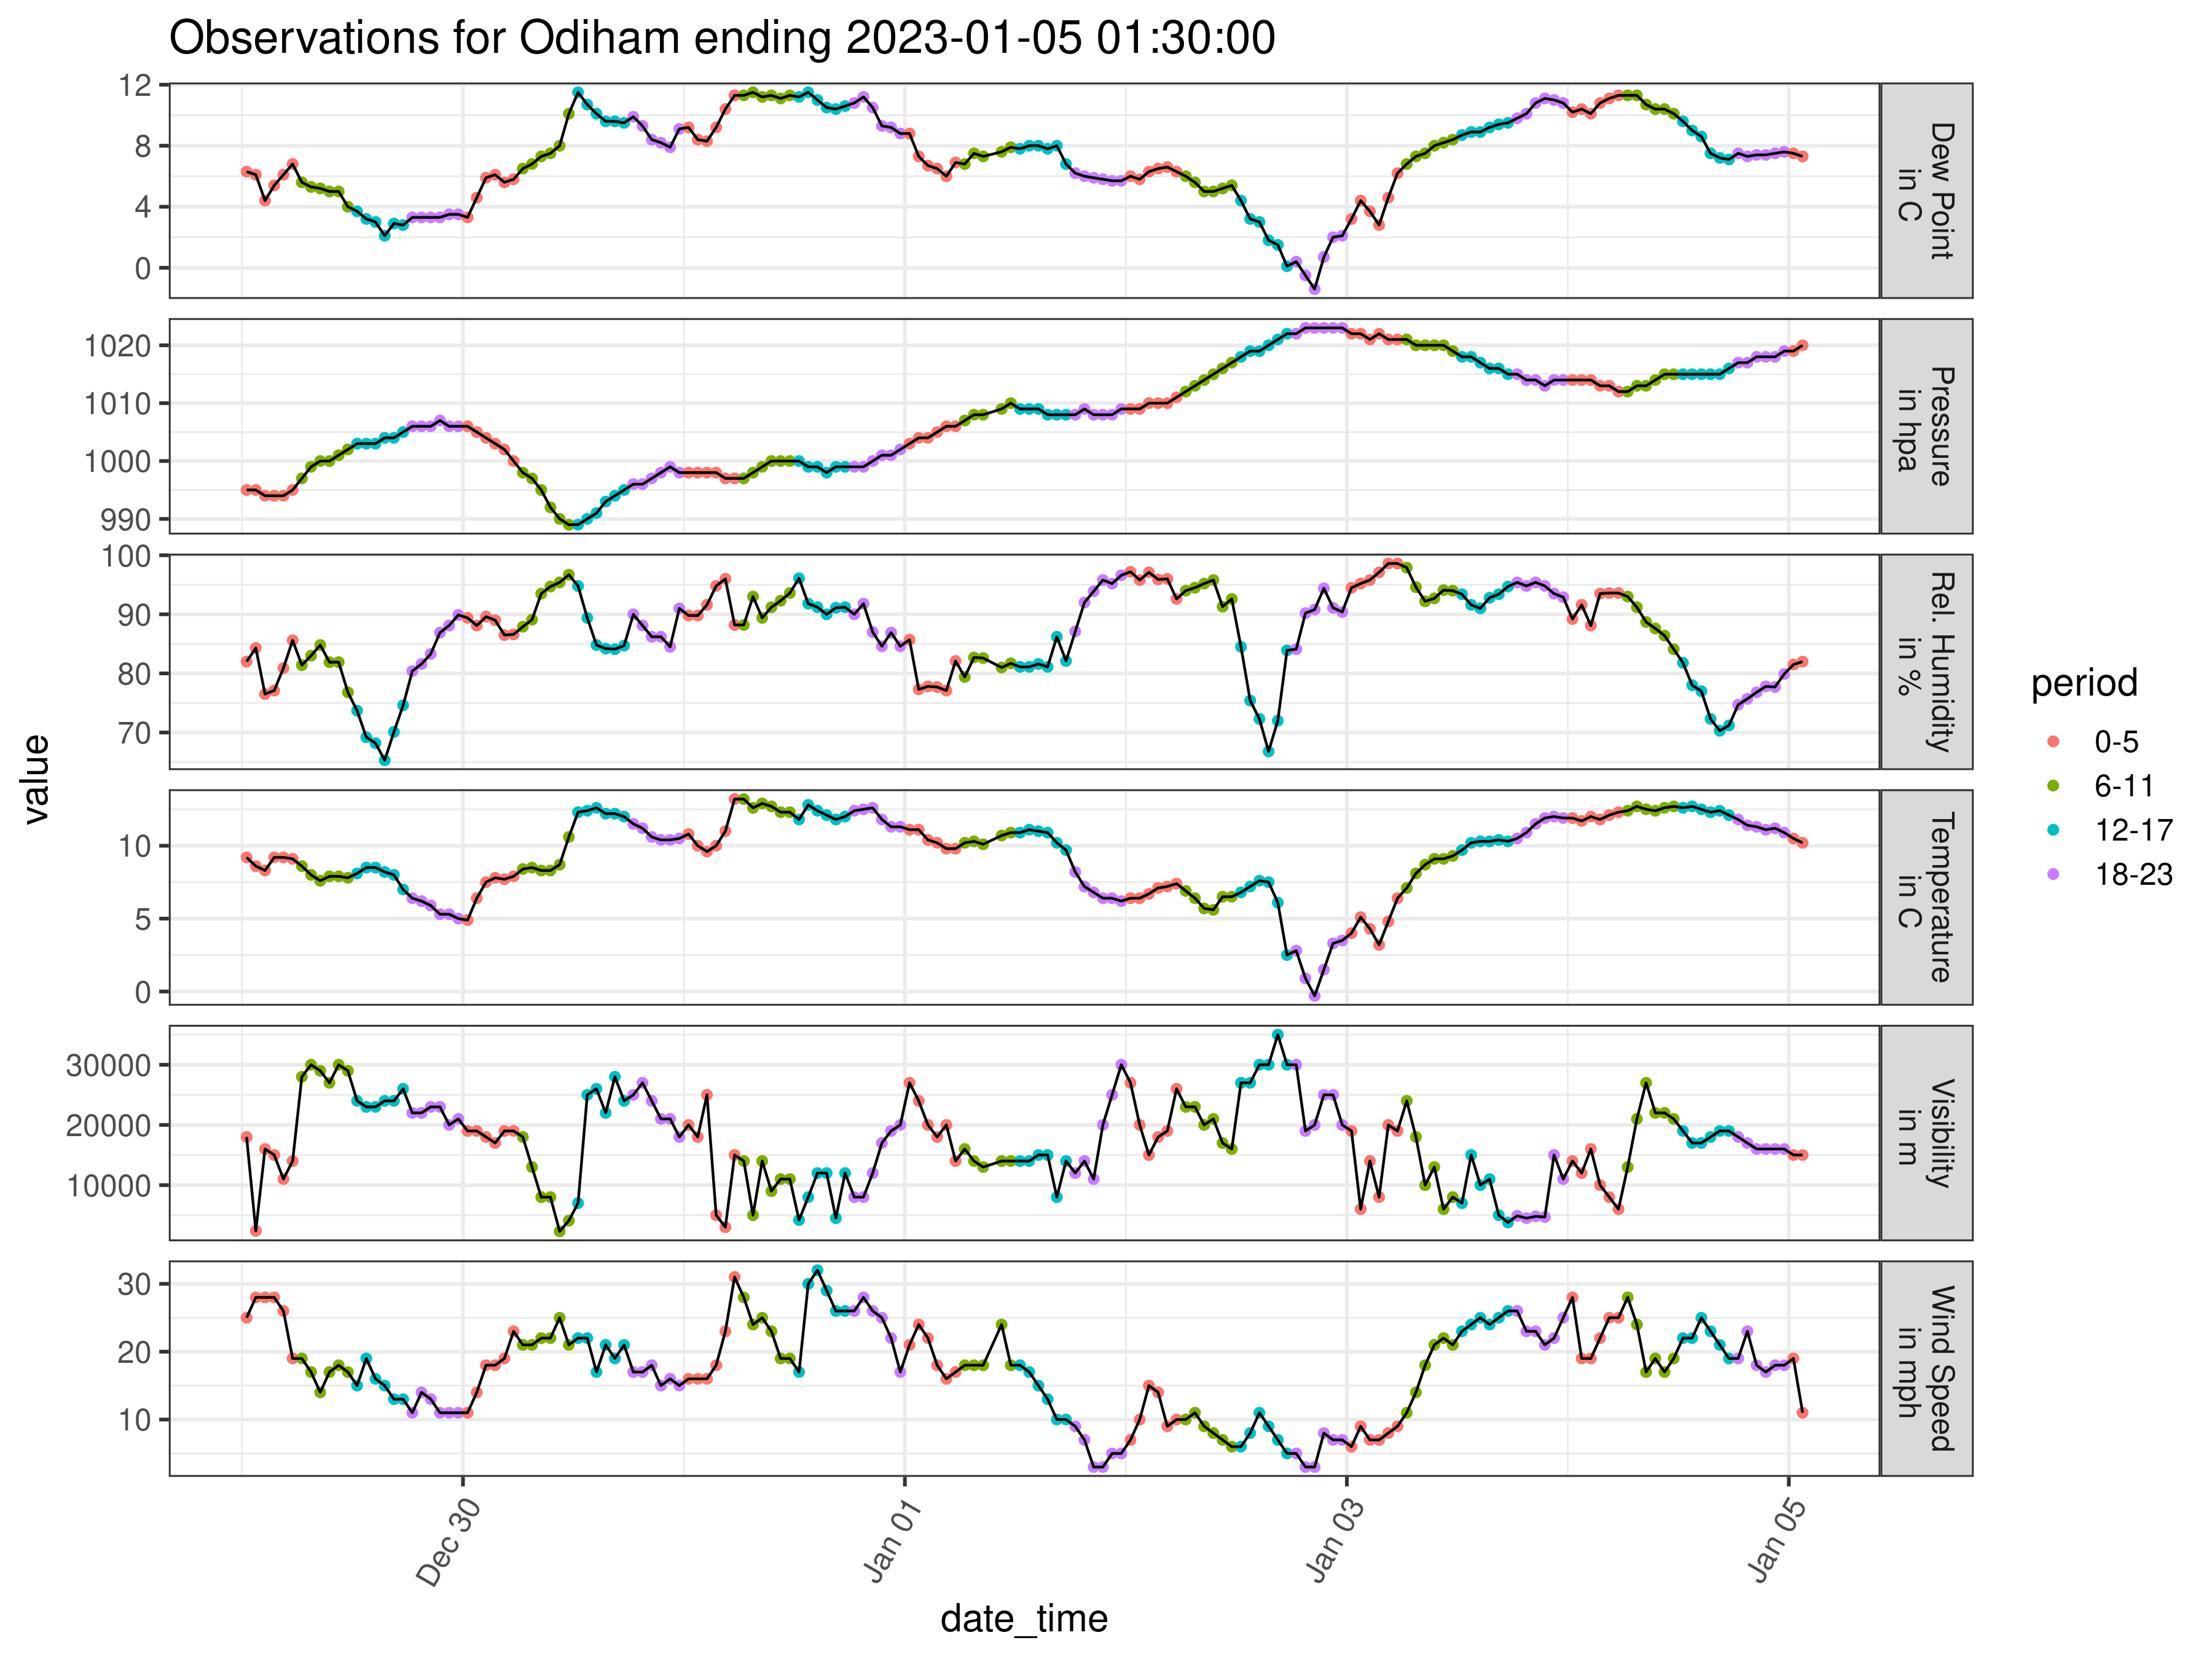 Observations for Odiham ending 2023-01-05 01:30:00
value
12
8
4
0
Dew Point
in C
1020
1010
1000
990
Pressure
in hpa
100
90
80
70
Rel. Humidity
in %
10
5
0
Temperature
in C
30000
20000
10000
Visibility
in m
30
20
10
Wind Speed
in mph
Dec 30
Jan 01
Jan 03
Jan 05
date_time
period
0-5
6-11
12-17
18-23